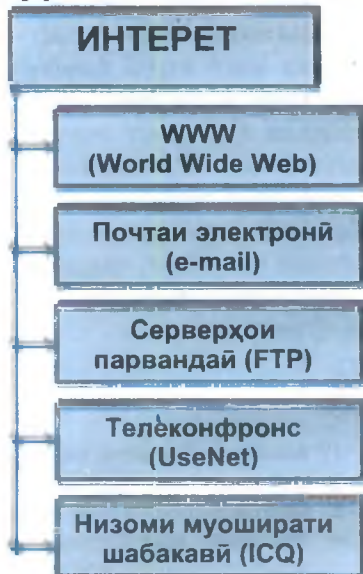 ИНТЕРЕТ
WWW
(World Wide Web)
Почтаи электронӣ
(e-mail)
Серверҳои
парвандаӣ (FTP)
Телеконфронс
(UseNet)
Низоми муоширати
шабакавӣ (ICQ)